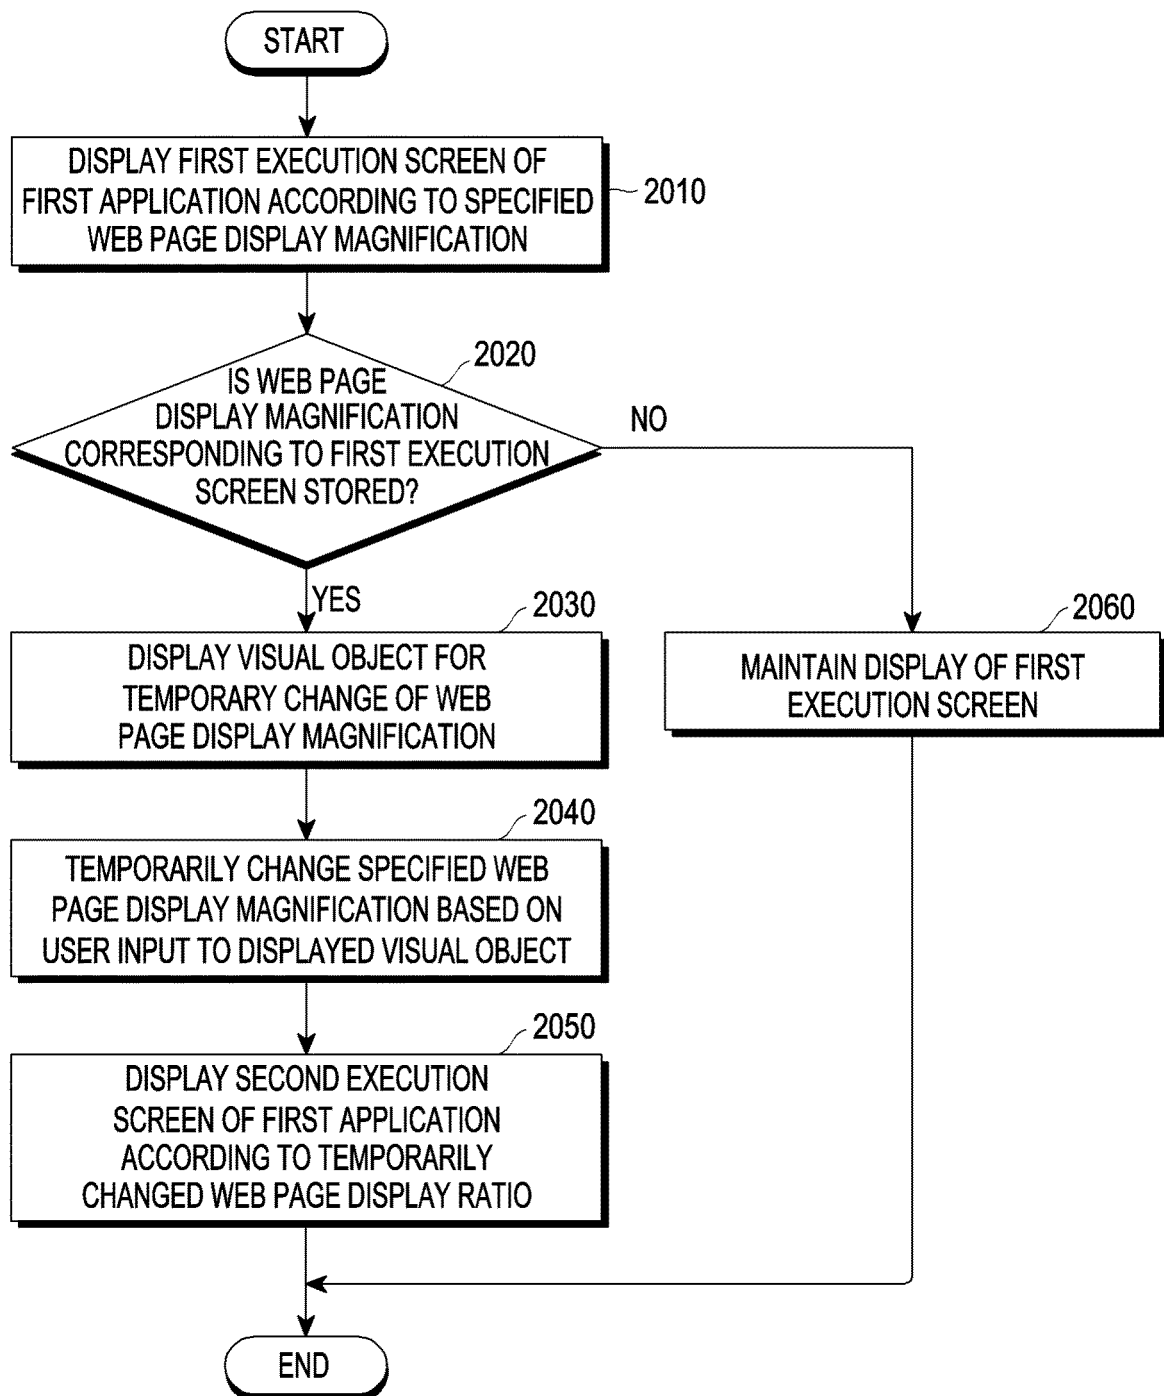 START
DISPLAY FIRST EXECUTION SCREEN OF
FIRST APPLICATION ACCORDING TO SPECIFIED
WEB PAGE DISPLAY MAGNIFICATION
2010
2020
IS WEB PAGE
DISPLAY MAGNIFICATION
CORRESPONDING TO FIRST EXECUTION
SCREEN STORED?
NO
YES
2030
DISPLAY VISUAL OBJECT FOR
TEMPORARY CHANGE OF WEB
PAGE DISPLAY MAGNIFICATION
2060
MAINTAIN DISPLAY OF FIRST
EXECUTION SCREEN
2040
TEMPORARILY CHANGE SPECIFIED WEB
PAGE DISPLAY MAGNIFICATION BASED ON
USER INPUT TO DISPLAYED VISUAL OBJECT
2050
DISPLAY SECOND EXECUTION
SCREEN OF FIRST APPLICATION
ACCORDING TO TEMPORARILY
CHANGED WEB PAGE DISPLAY RATIO
END